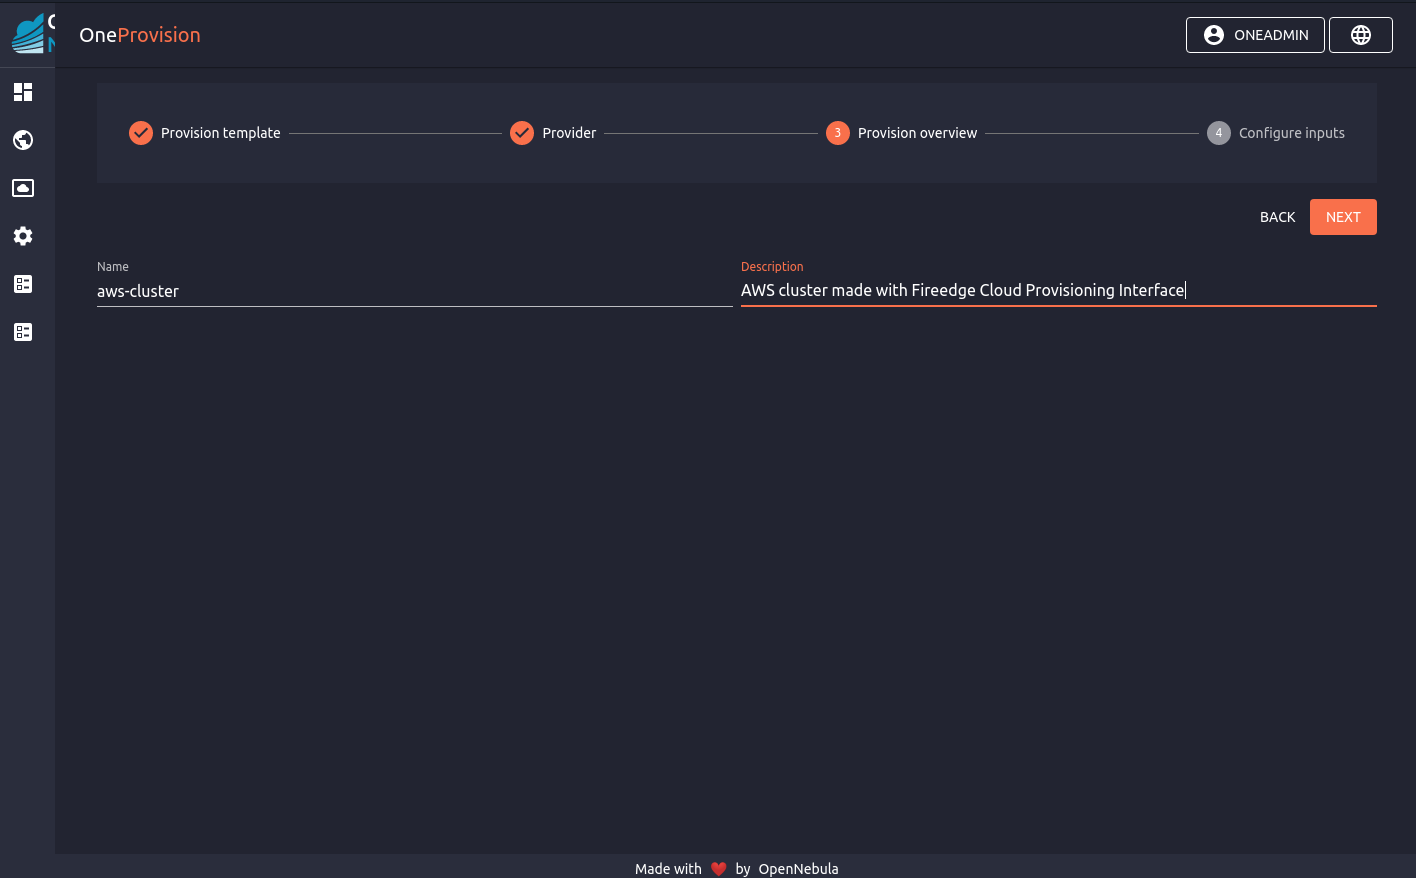 OneProvision
ONEADMIN
Provision template
Provider
3 Provision overview
4 Configure inputs
BACK
NEXT
Name
Description
aws-cluster
AWS cluster made with Fireedge Cloud Provisioning Interface
Made with ❤️ by OpenNebula